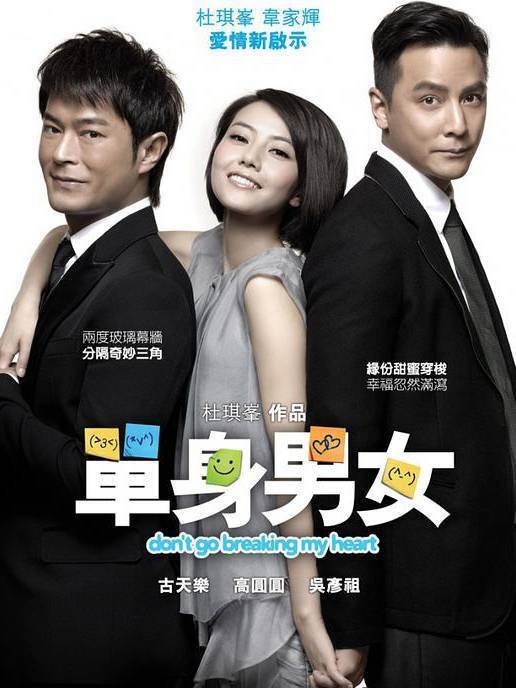 杜琪峯 韋家輝
愛情新啟示
兩度玻璃幕牆
分隔奇妙三角
緣份甜蜜穿梭
幸福忽然滿瀉
杜琪峯 作品
(>3<) (*v^)
單身男女
(^-^)
don't go breaking my heart
古天樂 高圓圓 吳彥祖